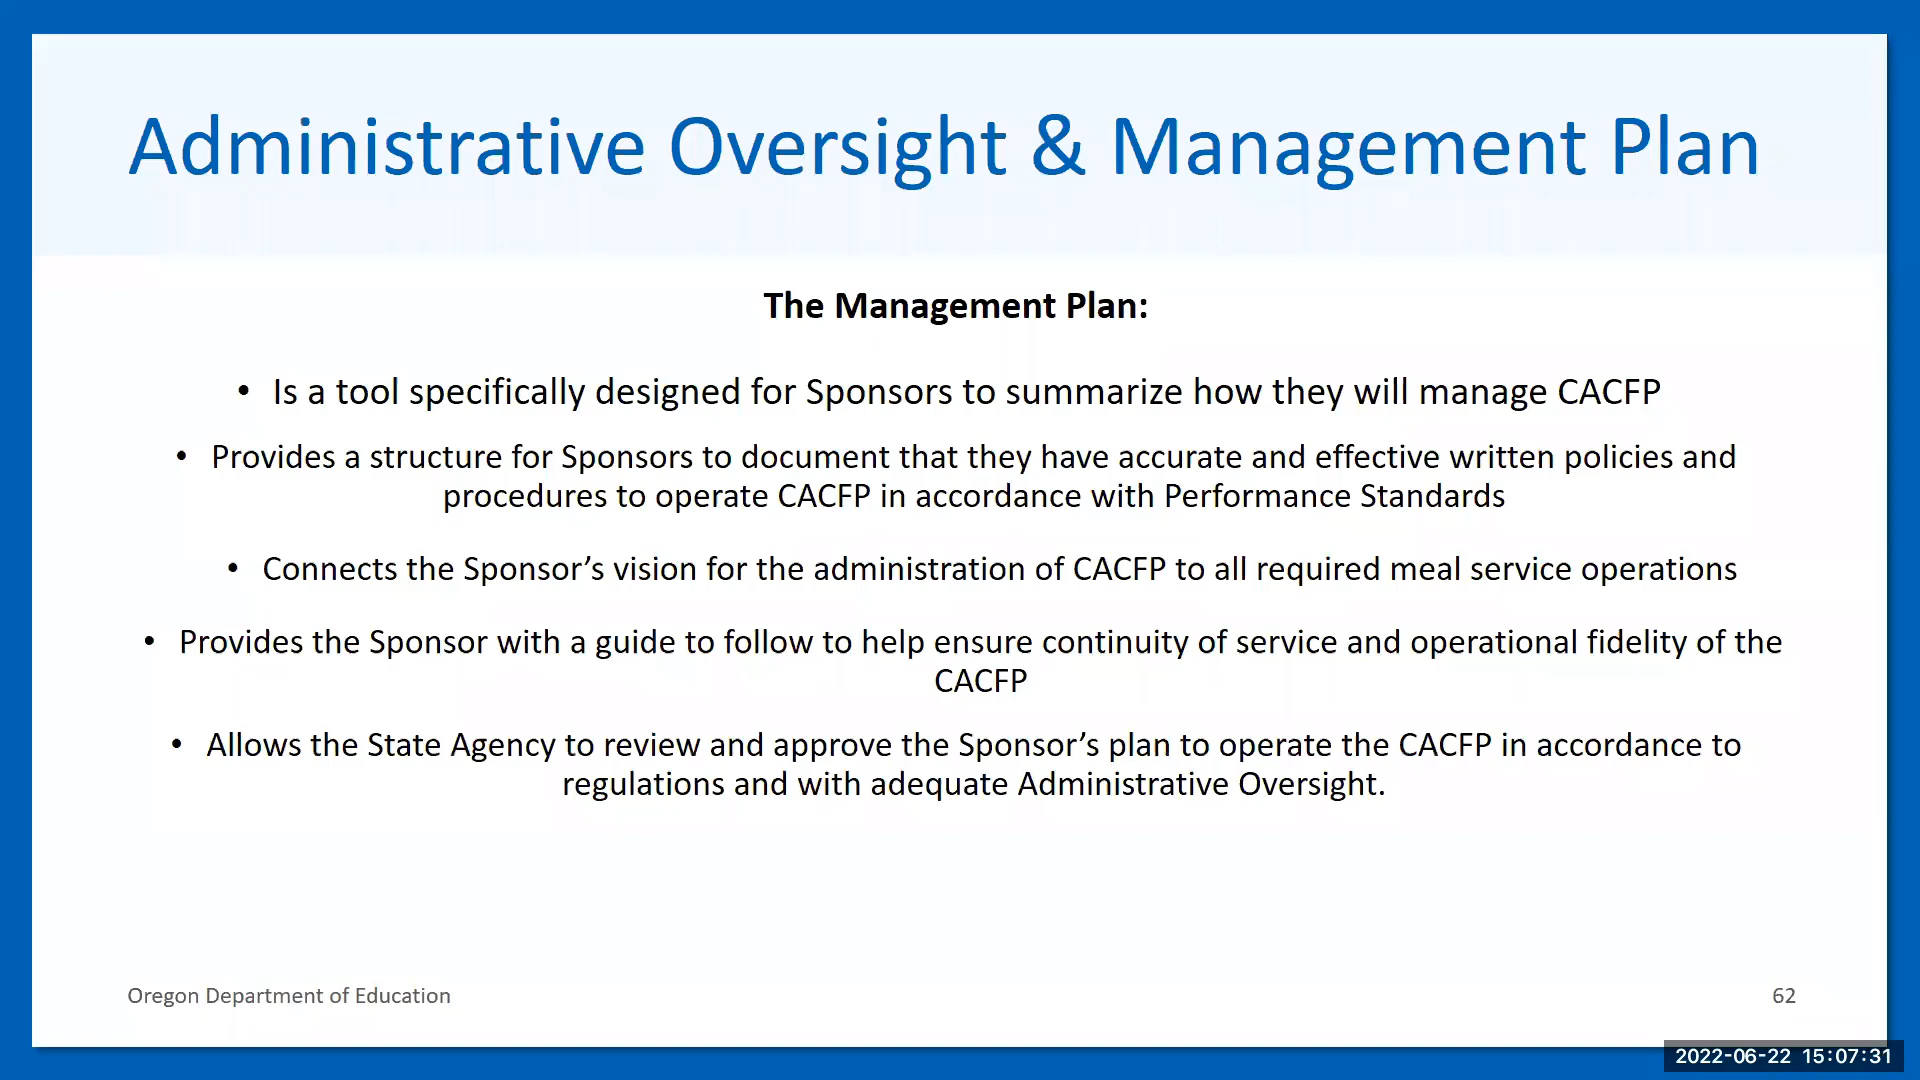 Administrative Oversight & Management Plan
The Management Plan:
• Is a tool specifically designed for Sponsors to summarize how they will manage CACFP
• Provides a structure for Sponsors to document that they have accurate and effective written policies and
procedures to operate CACFP in accordance with Performance Standards
• Connects the Sponsor’s vision for the administration of CACFP to all required meal service operations
• Provides the Sponsor with a guide to follow to help ensure continuity of service and operational fidelity of the
CACFP
• Allows the State Agency to review and approve the Sponsor’s plan to operate the CACFP in accordance to
regulations and with adequate Administrative Oversight.
Oregon Department of Education
62
2022-06-22 15:07:31